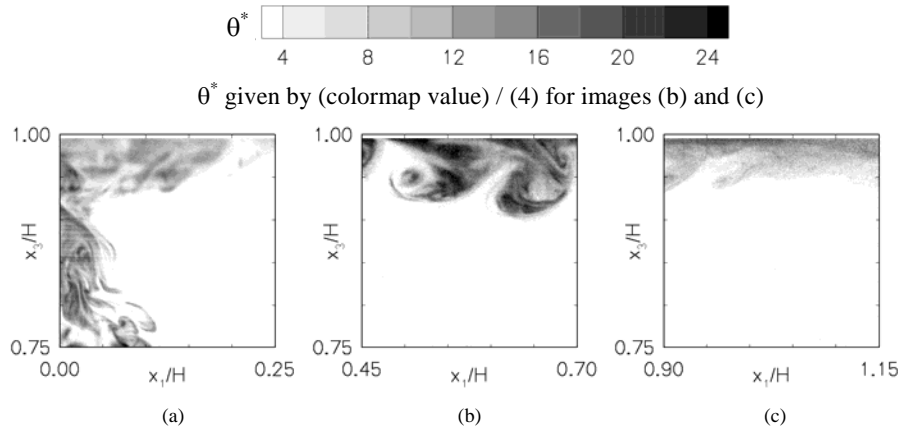 θ*
4 8 12 16 20 24
θ* given by (colormap value) / (4) for images (b) and (c)
1.00 1.00 1.00
x₃/H x₃/H x₃/H
0.75 0.75 0.75
0.00 0.25 0.45 0.70 0.90 1.15
x₁/H x₁/H x₁/H
(a) (b) (c)